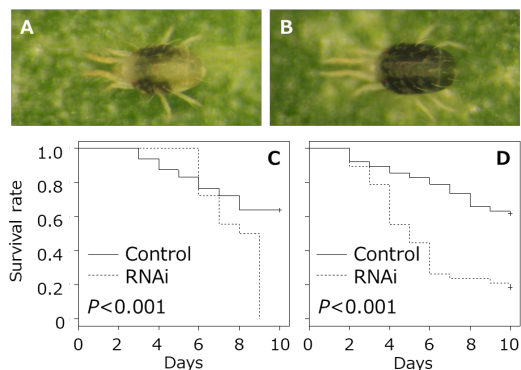 A
B
C
D
Survival rate
1.0
0.8
0.6
0.4
0.2
0
Control
RNAi
P<0.001
0 2 4 6 8 10
Days
Control
RNAi
P<0.001
0 2 4 6 8 10
Days